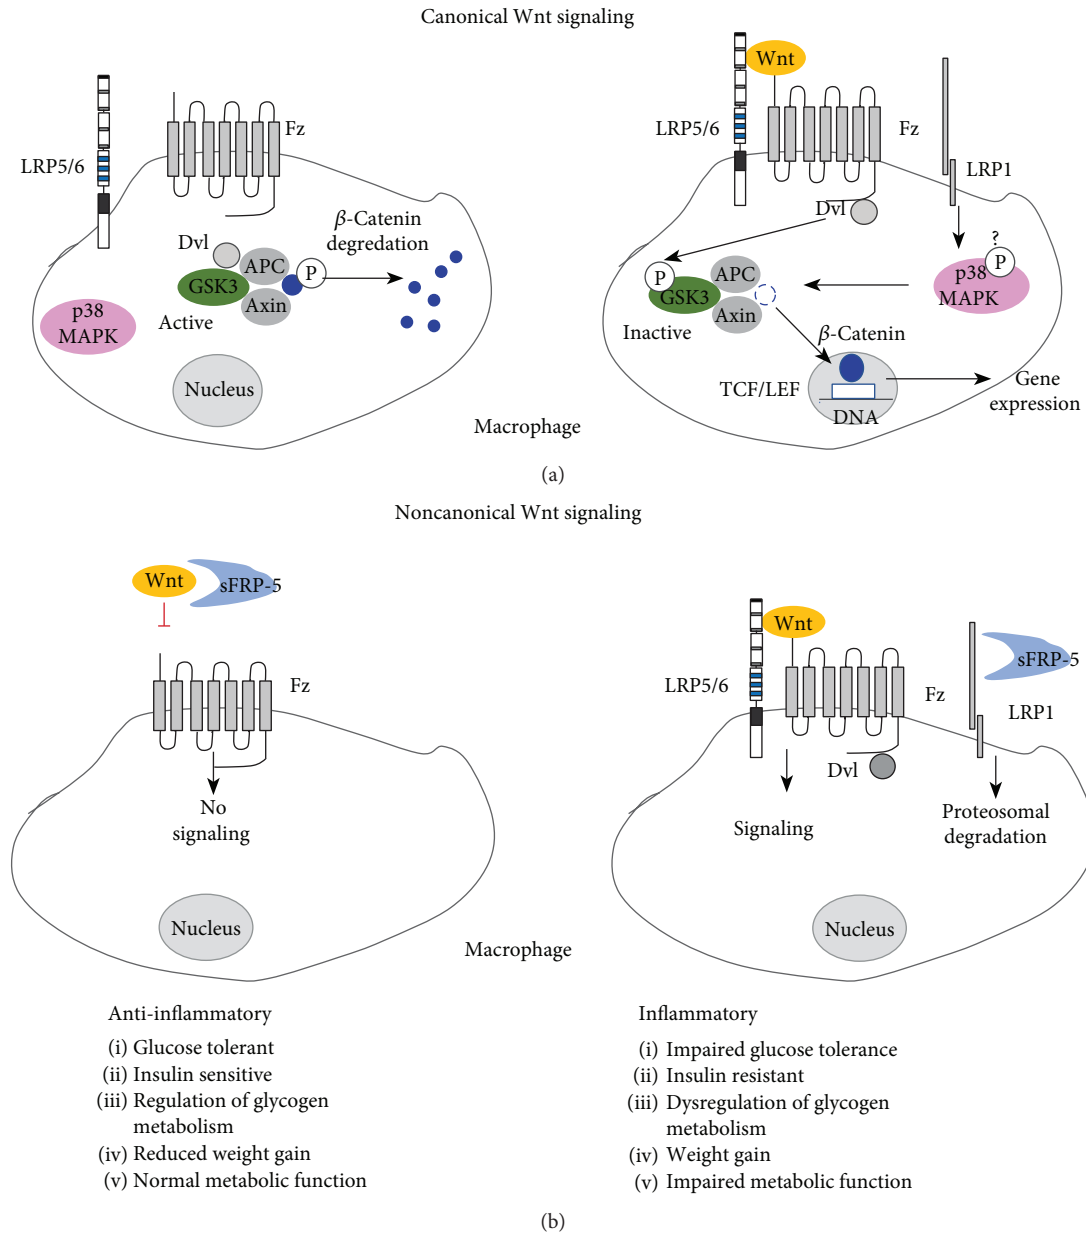 Canonical Wnt signaling
LRP5/6
Fz
Dvl
β-Catenin
degredation
APC
P
GSK3
Axin
Active
p38
MAPK
Nucleus
Wnt
LRP5/6
Fz
LRP1
Dvl
?
P
p38
MAPK
P
APC
GSK3
Axin
Inactive
β-Catenin
TCF/LEF
DNA
Gene
expression
Macrophage
(a)
Noncanonical Wnt signaling
Wnt
sFRP-5
Fz
No
signaling
Nucleus
Wnt
sFRP-5
LRP5/6
Fz
LRP1
Dvl
Signaling
Proteosomal
degradation
Nucleus
Macrophage
Anti-inflammatory
(i) Glucose tolerant
(ii) Insulin sensitive
(iii) Regulation of glycogen
metabolism
(iv) Reduced weight gain
(v) Normal metabolic function
Inflammatory
(i) Impaired glucose tolerance
(ii) Insulin resistant
(iii) Dysregulation of glycogen
metabolism
(iv) Weight gain
(v) Impaired metabolic function
(b)